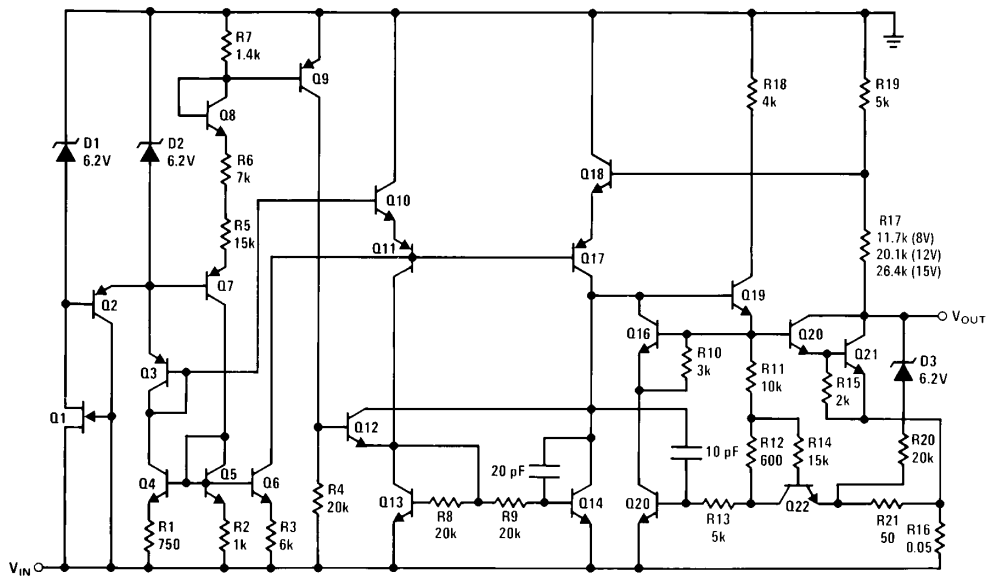 R7
1.4k
Q9
Q8
R18
4k
R19
5k
D1
6.2V
D2
6.2V
R6
7k
Q18
Q10
R5
15k
R17
11.7k (8V)
20.1k (12V)
26.4k (15V)
Q11
Q17
Q2
Q7
Q19
VOUT
Q16
Q20
Q21
Q3
R10
3k
R11
10k
R15
2k
D3
6.2V
Q1
Q12
20 pF
10 pF
R12
600
R14
15k
R20
20k
Q4
Q5
Q6
R4
20k
Q13
R8
20k
R9
20k
Q14
Q20
R13
5k
Q22
R21
50
R1
750
R2
1k
R3
6k
R16
0.05
VIN